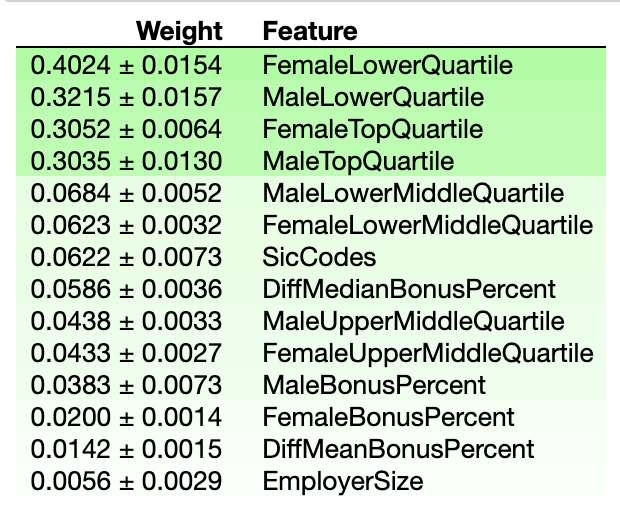 Weight Feature
0.4024 ± 0.0154 FemaleLowerQuartile
0.3215 ± 0.0157 MaleLowerQuartile
0.3052 ± 0.0064 FemaleTopQuartile
0.3035 ± 0.0130 MaleTopQuartile
0.0684 ± 0.0052 MaleLowerMiddleQuartile
0.0623 ± 0.0032 FemaleLowerMiddleQuartile
0.0622 ± 0.0073 SicCodes
0.0586 ± 0.0036 DiffMedianBonusPercent
0.0438 ± 0.0033 MaleUpperMiddleQuartile
0.0433 ± 0.0027 FemaleUpperMiddleQuartile
0.0383 ± 0.0073 MaleBonusPercent
0.0200 ± 0.0014 FemaleBonusPercent
0.0142 ± 0.0015 DiffMeanBonusPercent
0.0056 ± 0.0029 EmployerSize